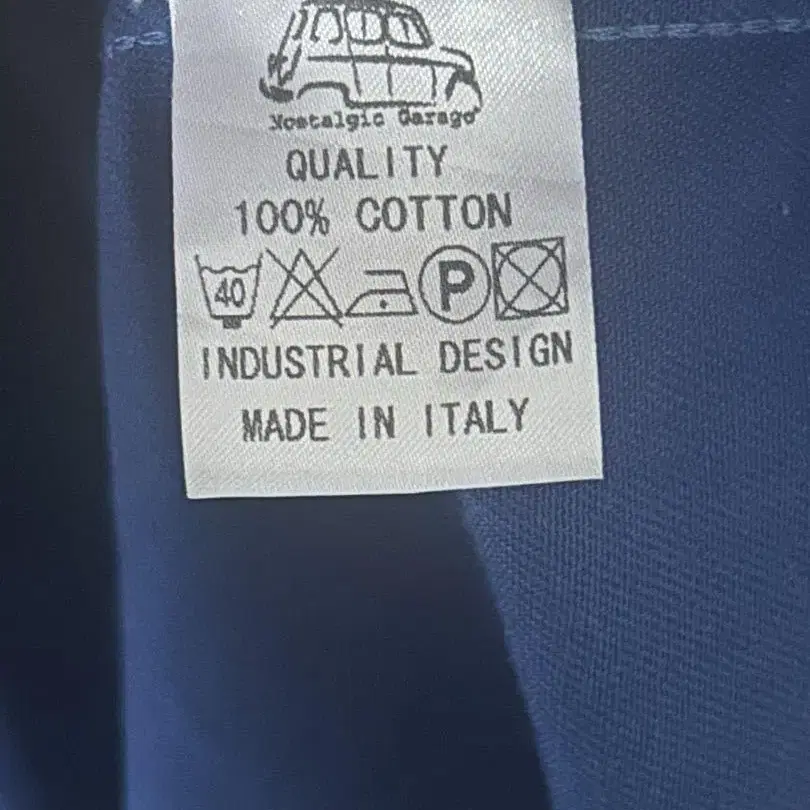 Nostalgic Garage
QUALITY
100% COTTON
40 P
INDUSTRIAL DESIGN
MADE IN ITALY